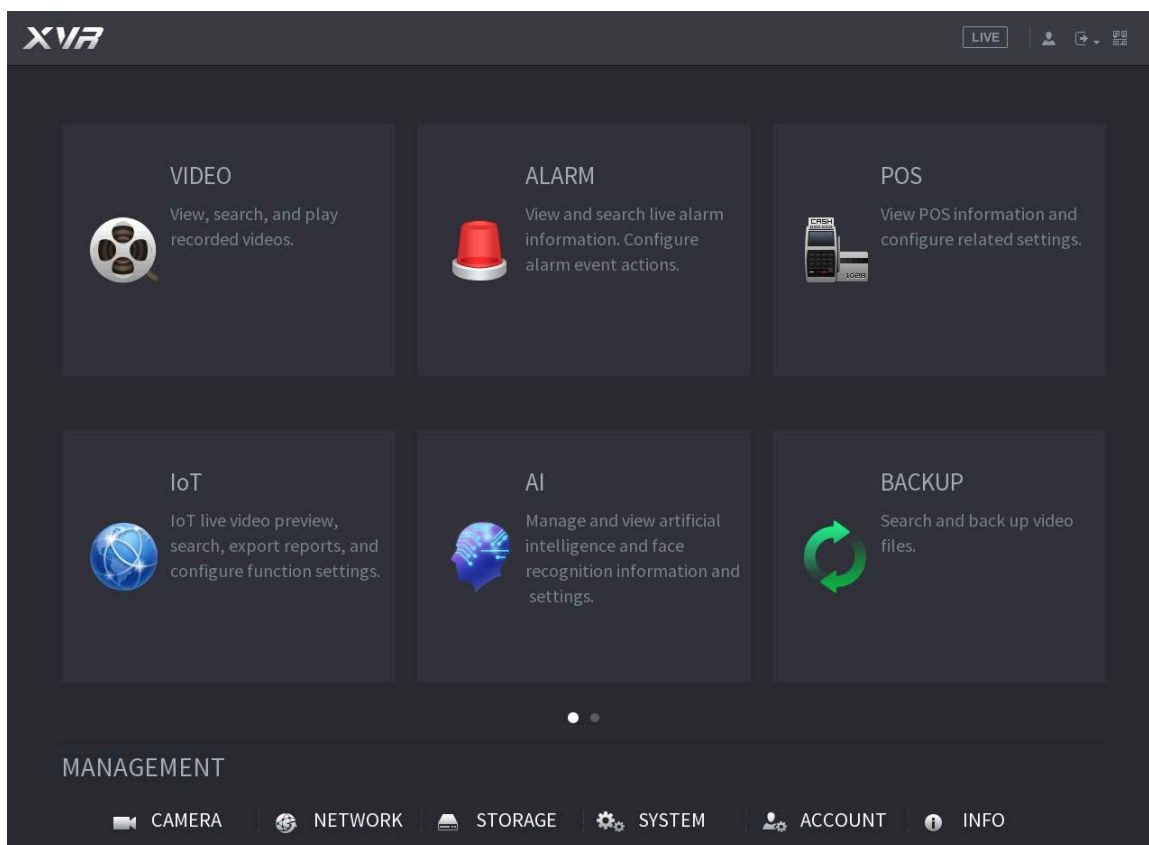 XVR
LIVE
VIDEO
View, search, and play
recorded videos.
ALARM
View and search live alarm
information. Configure
alarm event actions.
POS
View POS information and
configure related settings.
CASH
1028
IoT
IoT live video preview,
search, export reports, and
configure function settings.
AI
Manage and view artificial
intelligence and face
recognition information and
settings.
BACKUP
Search and back up video
files.
MANAGEMENT
CAMERA NETWORK STORAGE SYSTEM ACCOUNT INFO